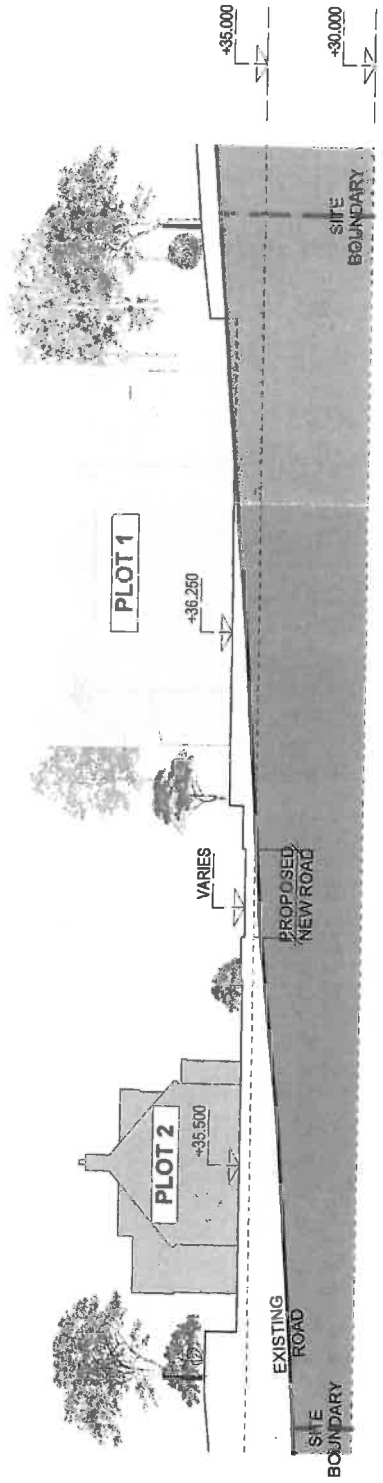 PLOT 2
+35.500
VARIES
PLOT 1
+36.250
+35.000
+30.000
EXISTING
ROAD
PROPOSED
NEW ROAD
SITE
BOUNDARY
SITE
BOUNDARY